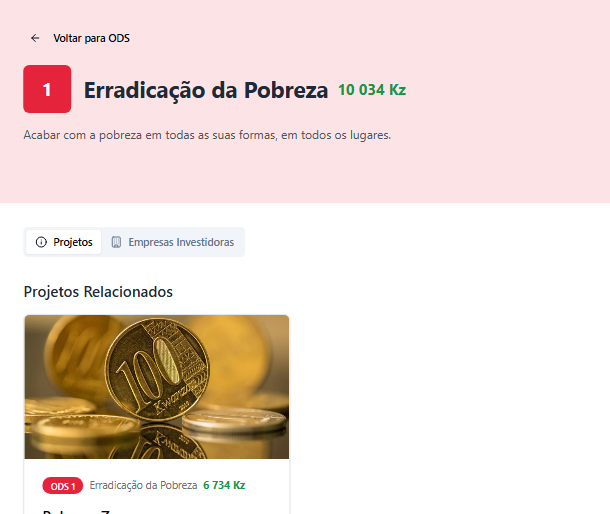 Voltar para ODS
1
Erradicação da Pobreza 10 034 Kz
Acabar com a pobreza em todas as suas formas, em todos os lugares.
Projetos Empresas Investidoras
Projetos Relacionados
100
Kwanzas
ODS 1 Erradicação da Pobreza 6 734 Kz